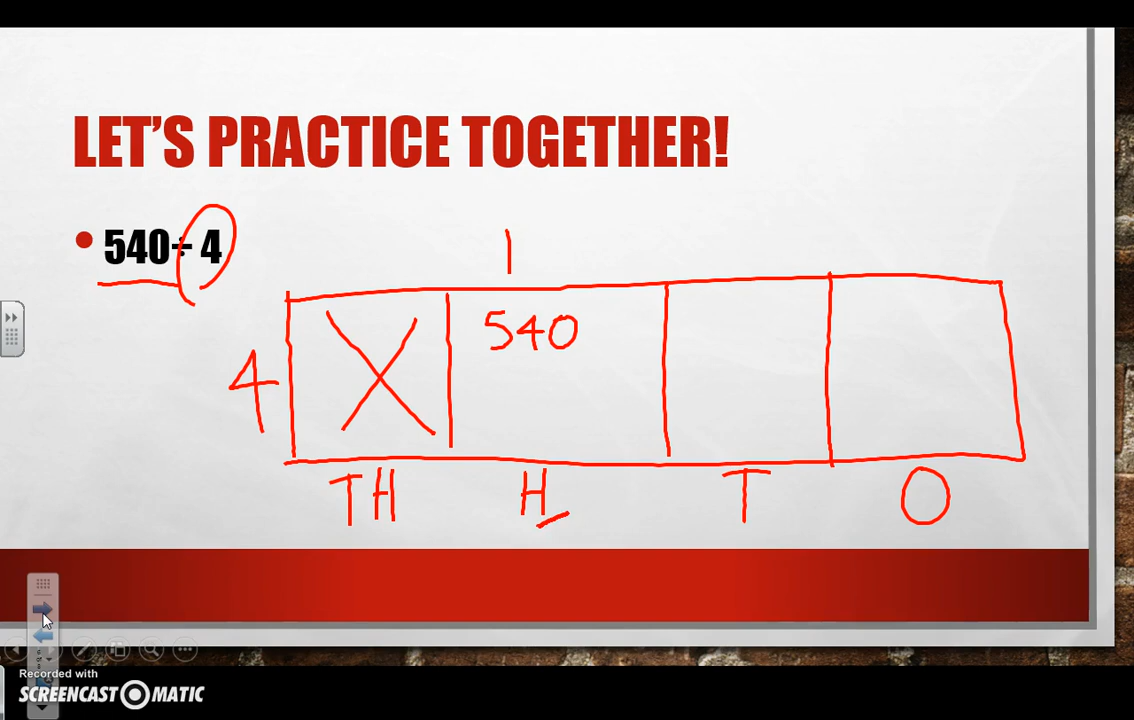 LET'S PRACTICE TOGETHER!
• 540÷ 4
1
540
4
TH H T O
Recorded with
SCREENCAST O MATIC